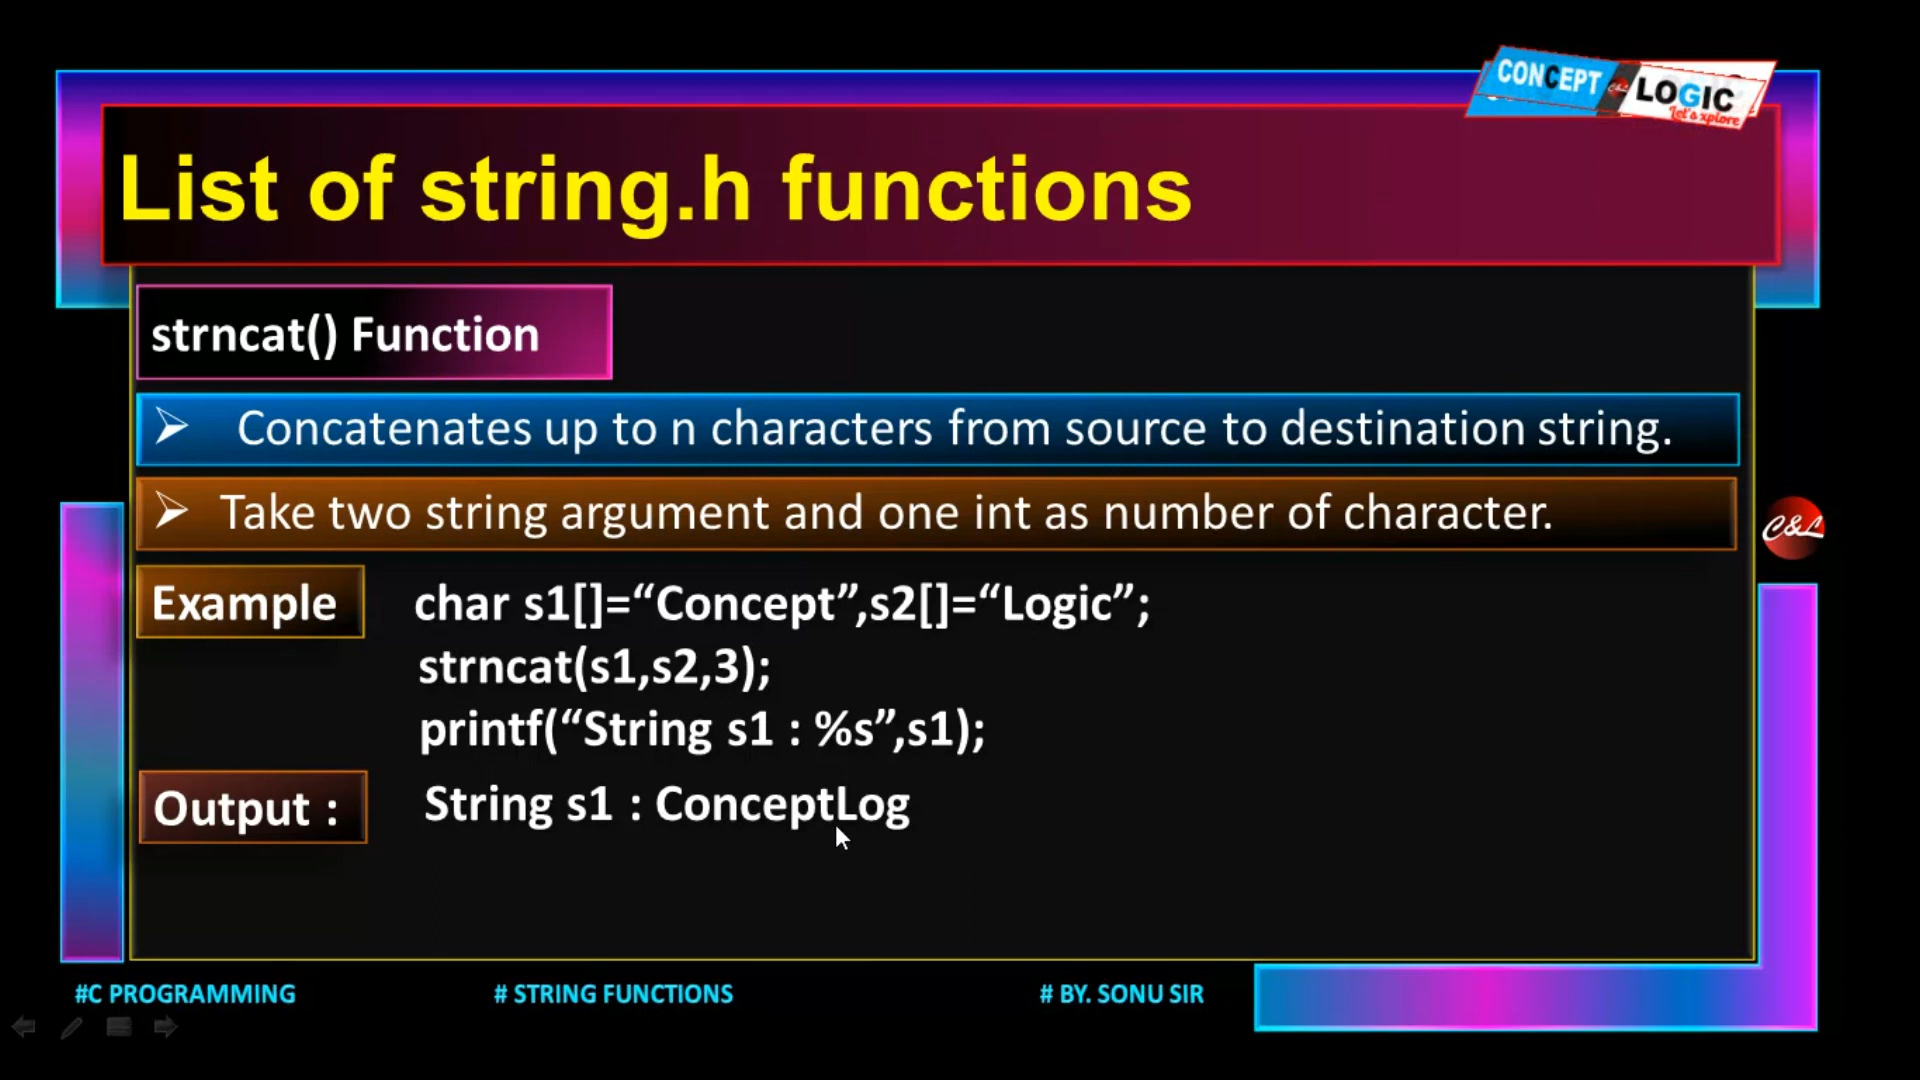 CONCEPT C&L LOGIC
Let's xplore
List of string.h functions
strncat() Function
➢ Concatenates up to n characters from source to destination string.
➢ Take two string argument and one int as number of character.
C&L
Example char s1[]=“Concept”,s2[]=“Logic”;
strncat(s1,s2,3);
printf(“String s1 : %s”,s1);
Output : String s1 : ConceptLog
#C PROGRAMMING # STRING FUNCTIONS # BY. SONU SIR